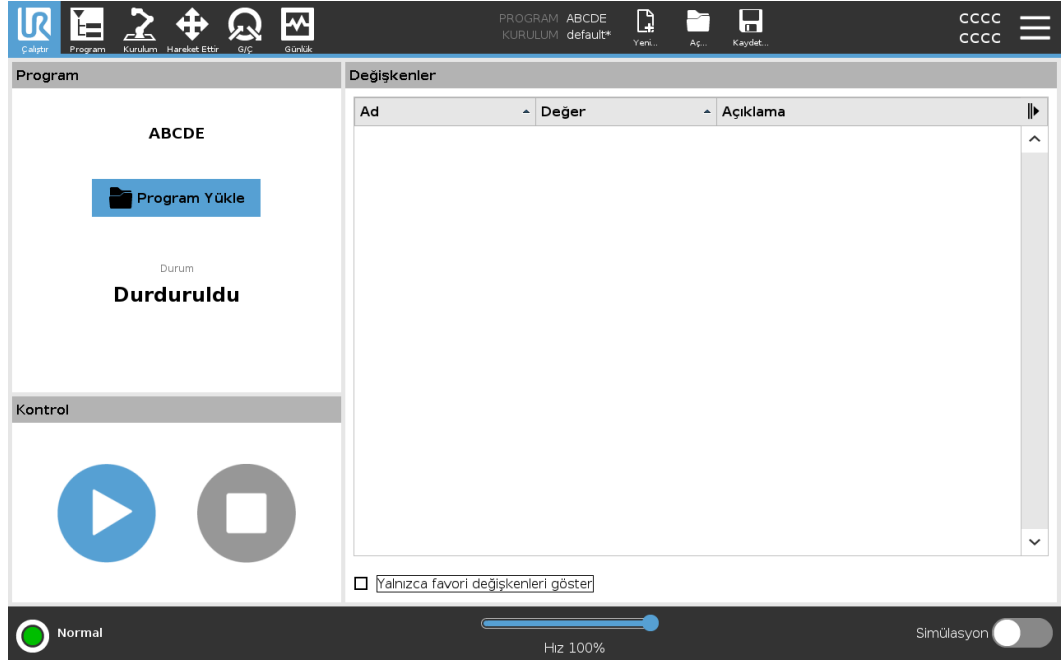 PROGRAM ABCDE
KURULUM default*
CCCC
CCCC
Çalıştır
Program
Kurulum
Hareket Ettir
G/Ç
Günlük
Yeni...
Aç...
Kaydet...
Program
ABCDE
Program Yükle
Durum
Durduruldu
Kontrol
Değişkenler
Ad
Değer
Açıklama
Yalnızca favori değişkenleri göster
Normal
Hız 100%
Simülasyon